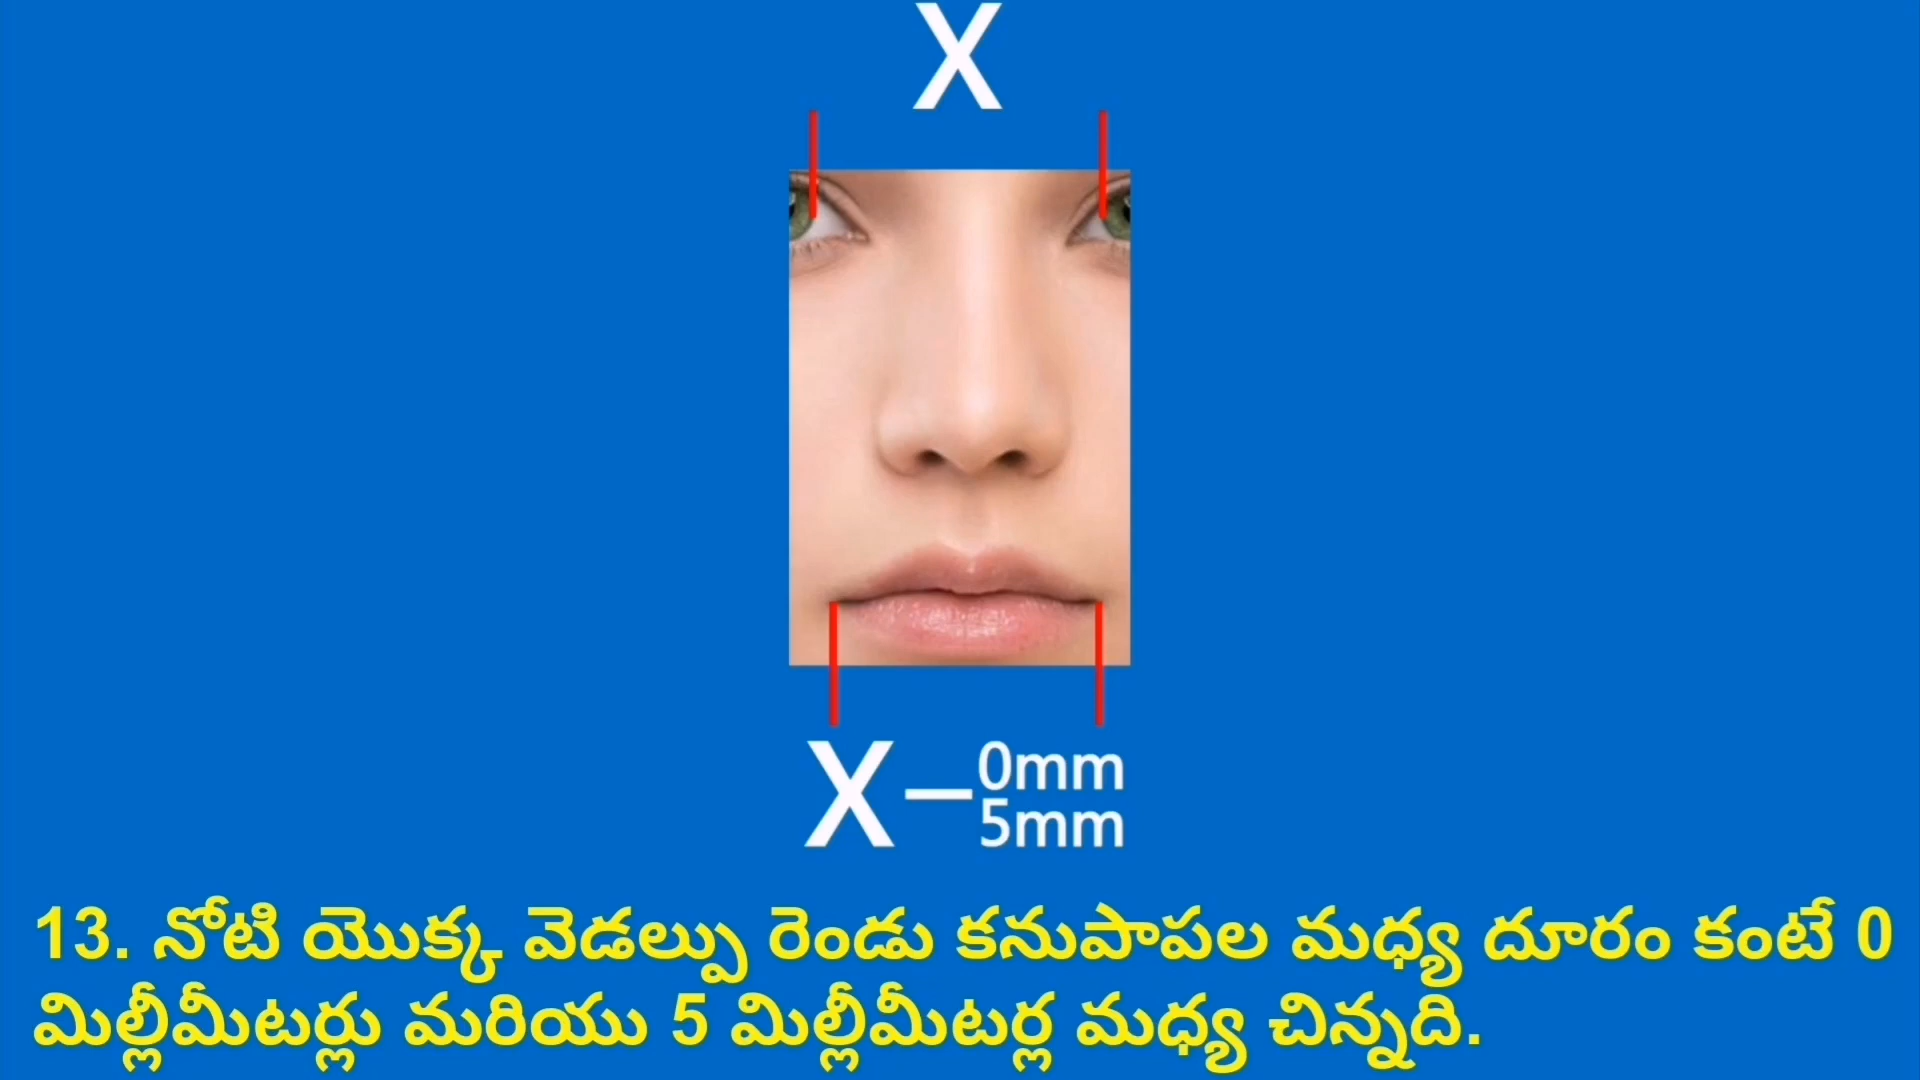 X
X—0mm
5mm
13. నోటి యొక్క వెడల్పు రెండు కనుపాపల మధ్య దూరం కంటే 0
మిల్లీమీటర్లు మరియు 5 మిల్లీమీటర్ల మధ్య చిన్నది.